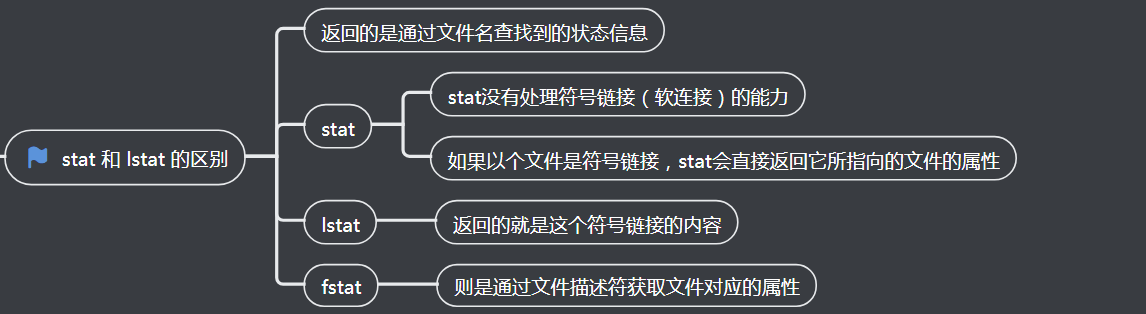 stat 和 lstat 的区别
返回的是通过文件名查找到的状态信息
stat
stat没有处理符号链接（软连接）的能力
如果以个文件是符号链接，stat会直接返回它所指向的文件的属性
lstat
返回的就是这个符号链接的内容
fstat
则是通过文件描述符获取文件对应的属性